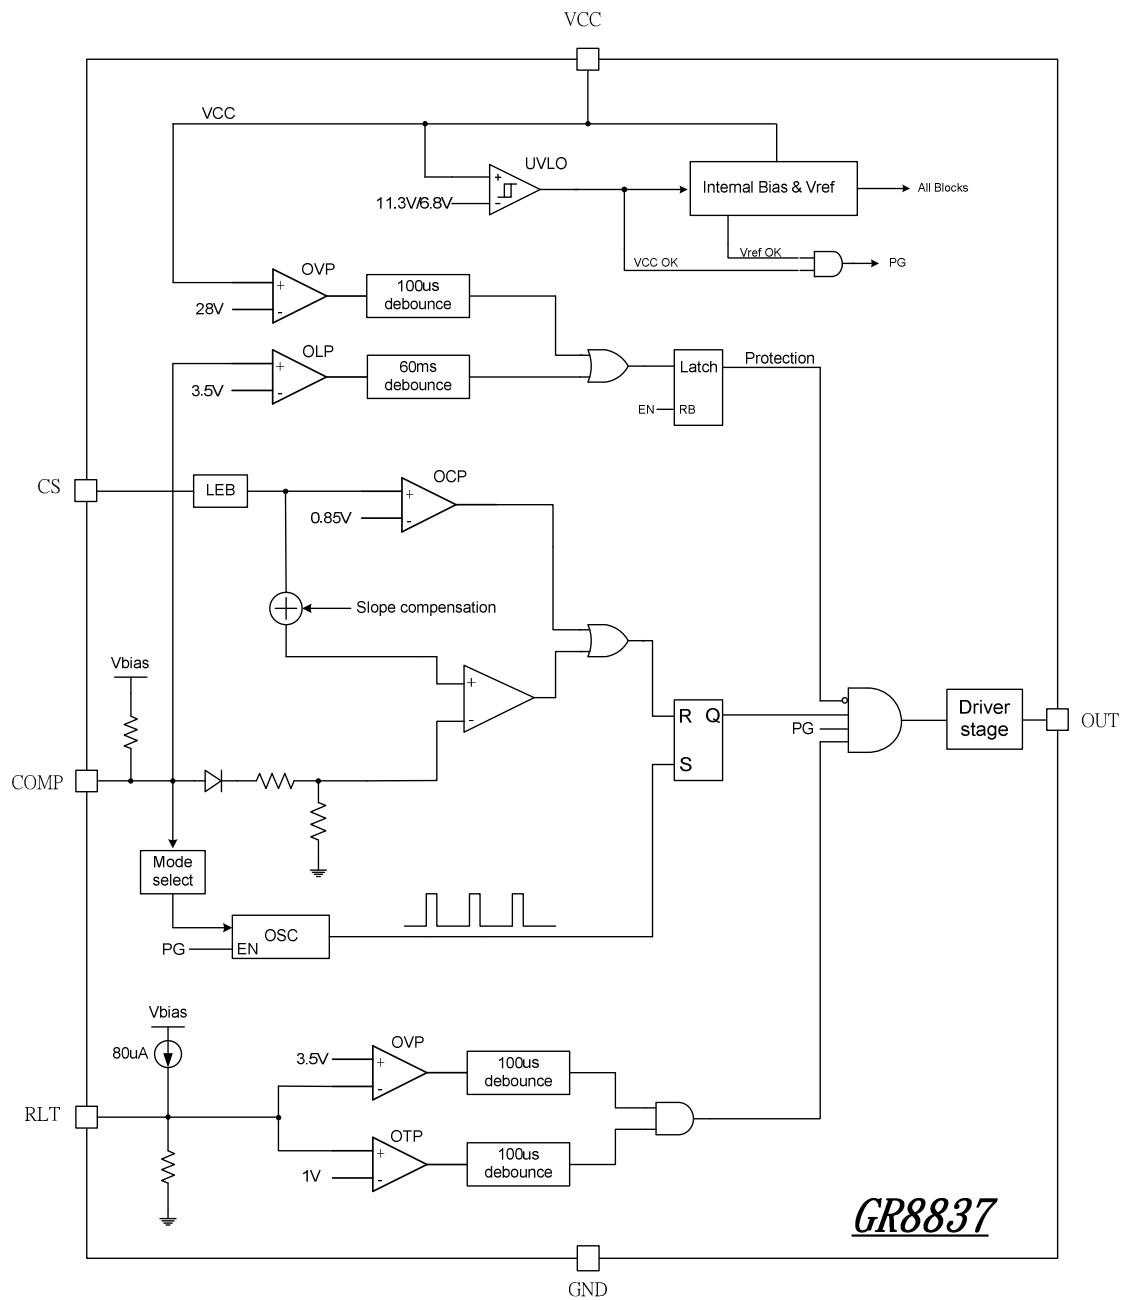 VCC
VCC
UVLO
+
-
11.3V/6.8V
Internal Bias & Vref
All Blocks
Vref OK
VCC OK
PG
OVP
+
28V
-
100us
debounce
OLP
+
3.5V
-
60ms
debounce
Latch
EN
RB
Protection
CS
LEB
OCP
+
0.85V
-
Slope compensation
Vbias
+
-
COMP
R
Q
S
PG
Driver
stage
OUT
Mode
select
PG
EN
OSC
Vbias
80uA
RLT
OVP
3.5V
+
-
100us
debounce
OTP
+
1V
-
100us
debounce
GR8837
GND